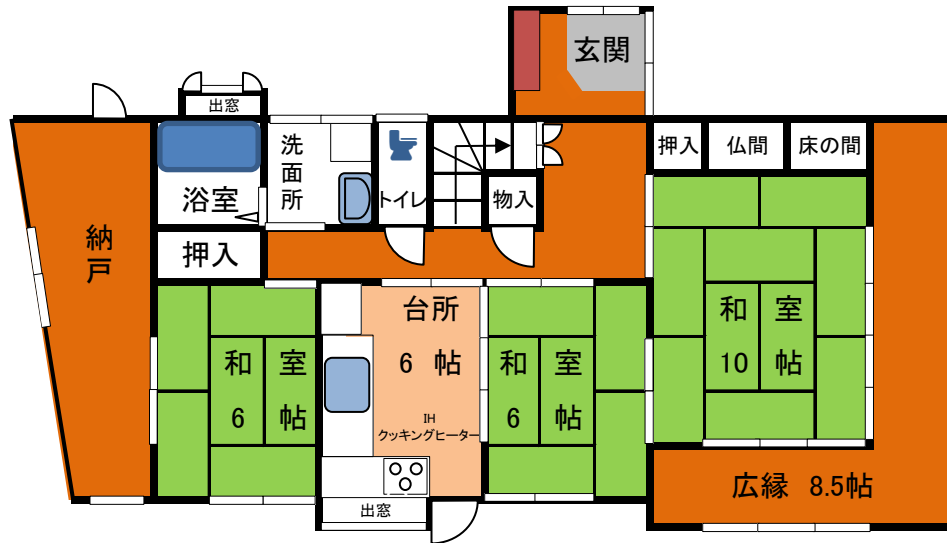 玄関
出窓
洗面所
押入
仏間
床の間
浴室
トイレ
物入
納戸
押入
台所
6 帖
和室
6帖
和室
6帖
和室
10帖
IH
クッキングヒーター
広縁 8.5帖
出窓